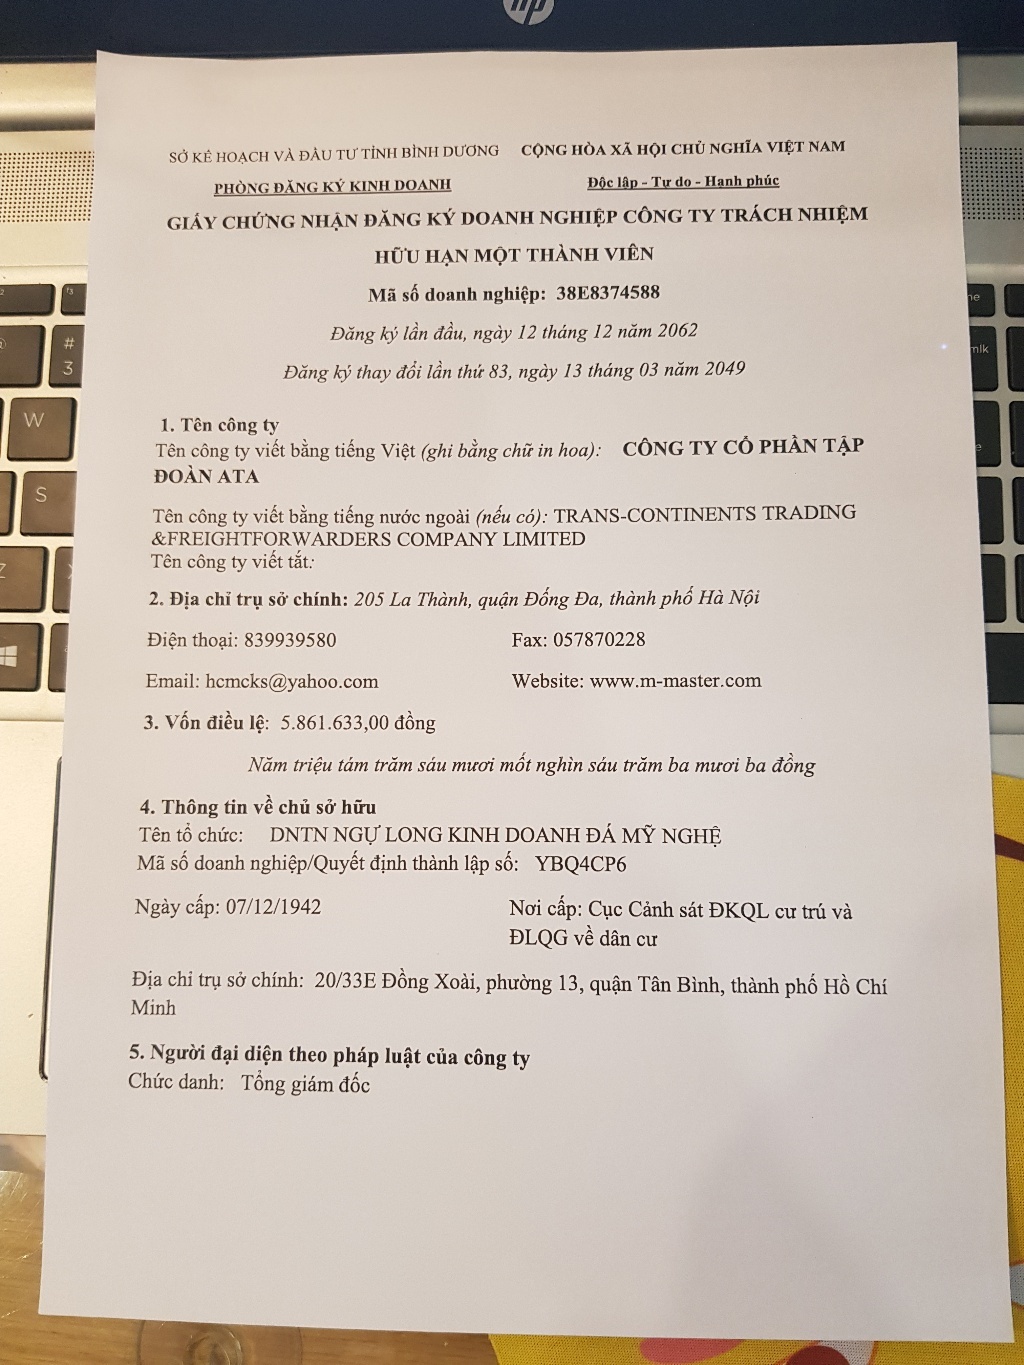 hp
SỞ KẾ HOẠCH VÀ ĐẦU TƯ TỈNH BÌNH DƯƠNG CỘNG HÒA XÃ HỘI CHỦ NGHĨA VIỆT NAM
PHÒNG ĐĂNG KÝ KINH DOANH Độc lập - Tự do - Hạnh phúc
GIẤY CHỨNG NHẬN ĐĂNG KÝ DOANH NGHIỆP CÔNG TY TRÁCH NHIỆM
HỮU HẠN MỘT THÀNH VIÊN
Mã số doanh nghiệp: 38E8374588
Đăng ký lần đầu, ngày 12 tháng 12 năm 2062
Đăng ký thay đổi lần thứ 83, ngày 13 tháng 03 năm 2049
1. Tên công ty
Tên công ty viết bằng tiếng Việt (ghi bằng chữ in hoa): CÔNG TY CỔ PHẦN TẬP
ĐOÀN ATA
Tên công ty viết bằng tiếng nước ngoài (nếu có): TRANS-CONTINENTS TRADING
&FREIGHTFORWARDERS COMPANY LIMITED
Tên công ty viết tắt:
2. Địa chỉ trụ sở chính: 205 La Thành, quận Đống Đa, thành phố Hà Nội
Điện thoại: 839939580 Fax: 057870228
Email: hcmcks@yahoo.com Website: www.m-master.com
3. Vốn điều lệ: 5.861.633,00 đồng
Năm triệu tám trăm sáu mươi mốt nghìn sáu trăm ba mươi ba đồng
4. Thông tin về chủ sở hữu
Tên tổ chức: DNTN NGỰ LONG KINH DOANH ĐÁ MỸ NGHỆ
Mã số doanh nghiệp/Quyết định thành lập số: YBQ4CP6
Ngày cấp: 07/12/1942 Nơi cấp: Cục Cảnh sát ĐKQL cư trú và
ĐLQG về dân cư
Địa chỉ trụ sở chính: 20/33E Đồng Xoài, phường 13, quận Tân Bình, thành phố Hồ Chí
Minh
5. Người đại diện theo pháp luật của công ty
Chức danh: Tổng giám đốc
#
3
W
S